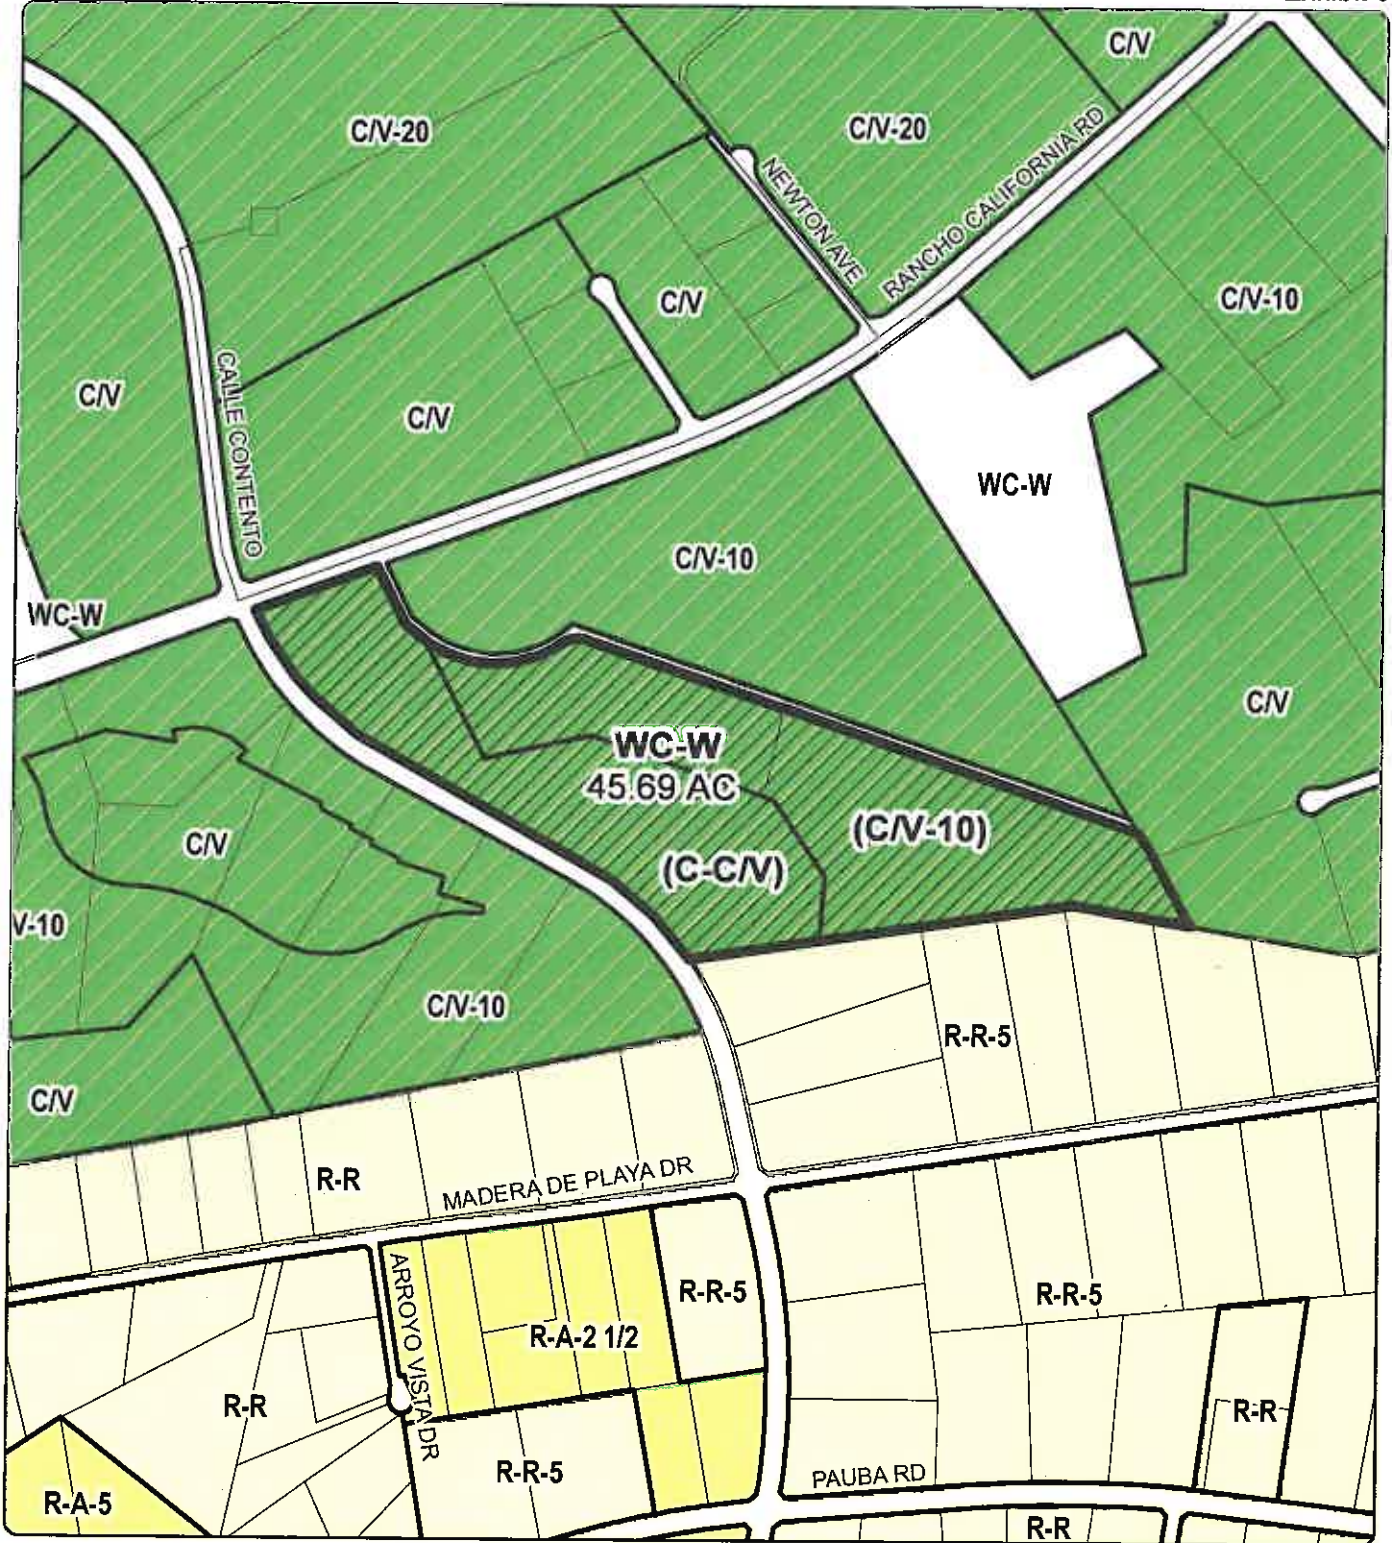 C/V
C/V-20
C/V-20
NEWTON AVE
RANCHO CALIFORNIA RD
C/V
C/V-10
C/V
CALLE CONTENTO
C/V
WC-W
C/V-10
WC-W
C/V
WC-W
45.69 AC
(C/V-10)
C/V
(C-C/V)
V-10
C/V-10
R-R-5
C/V
R-R
MADERA DE PLAYA DR
ARROYO VISTA DR
R-R-5
R-R-5
R-A-2 1/2
R-R
R-R
R-R-5
PAUBA RD
R-A-5
R-R